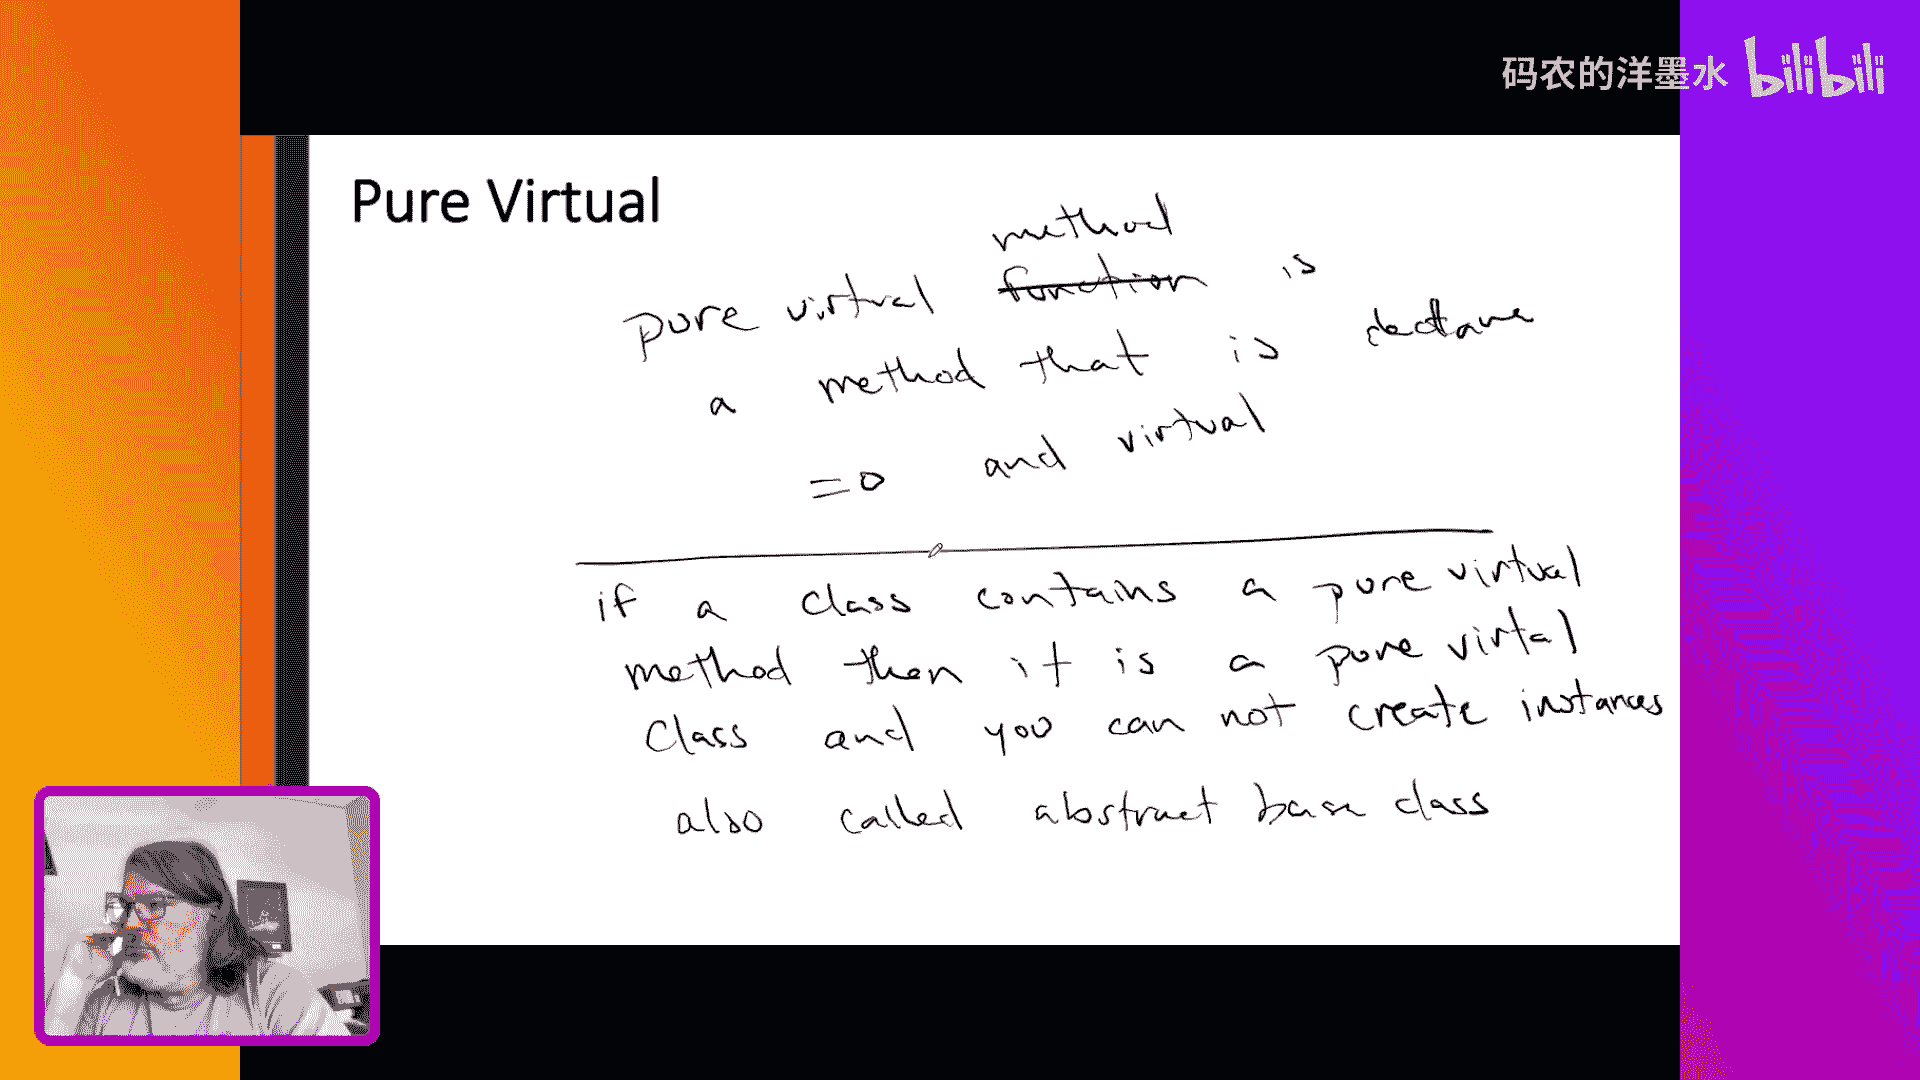 码农的洋墨水 bilibili
Pure Virtual
method
pure virtual function is
a method that is
=0 and virtual
if a class contains a pure virtual
method then it is a pure virtal
class and you can not create instances
also called abstract base class